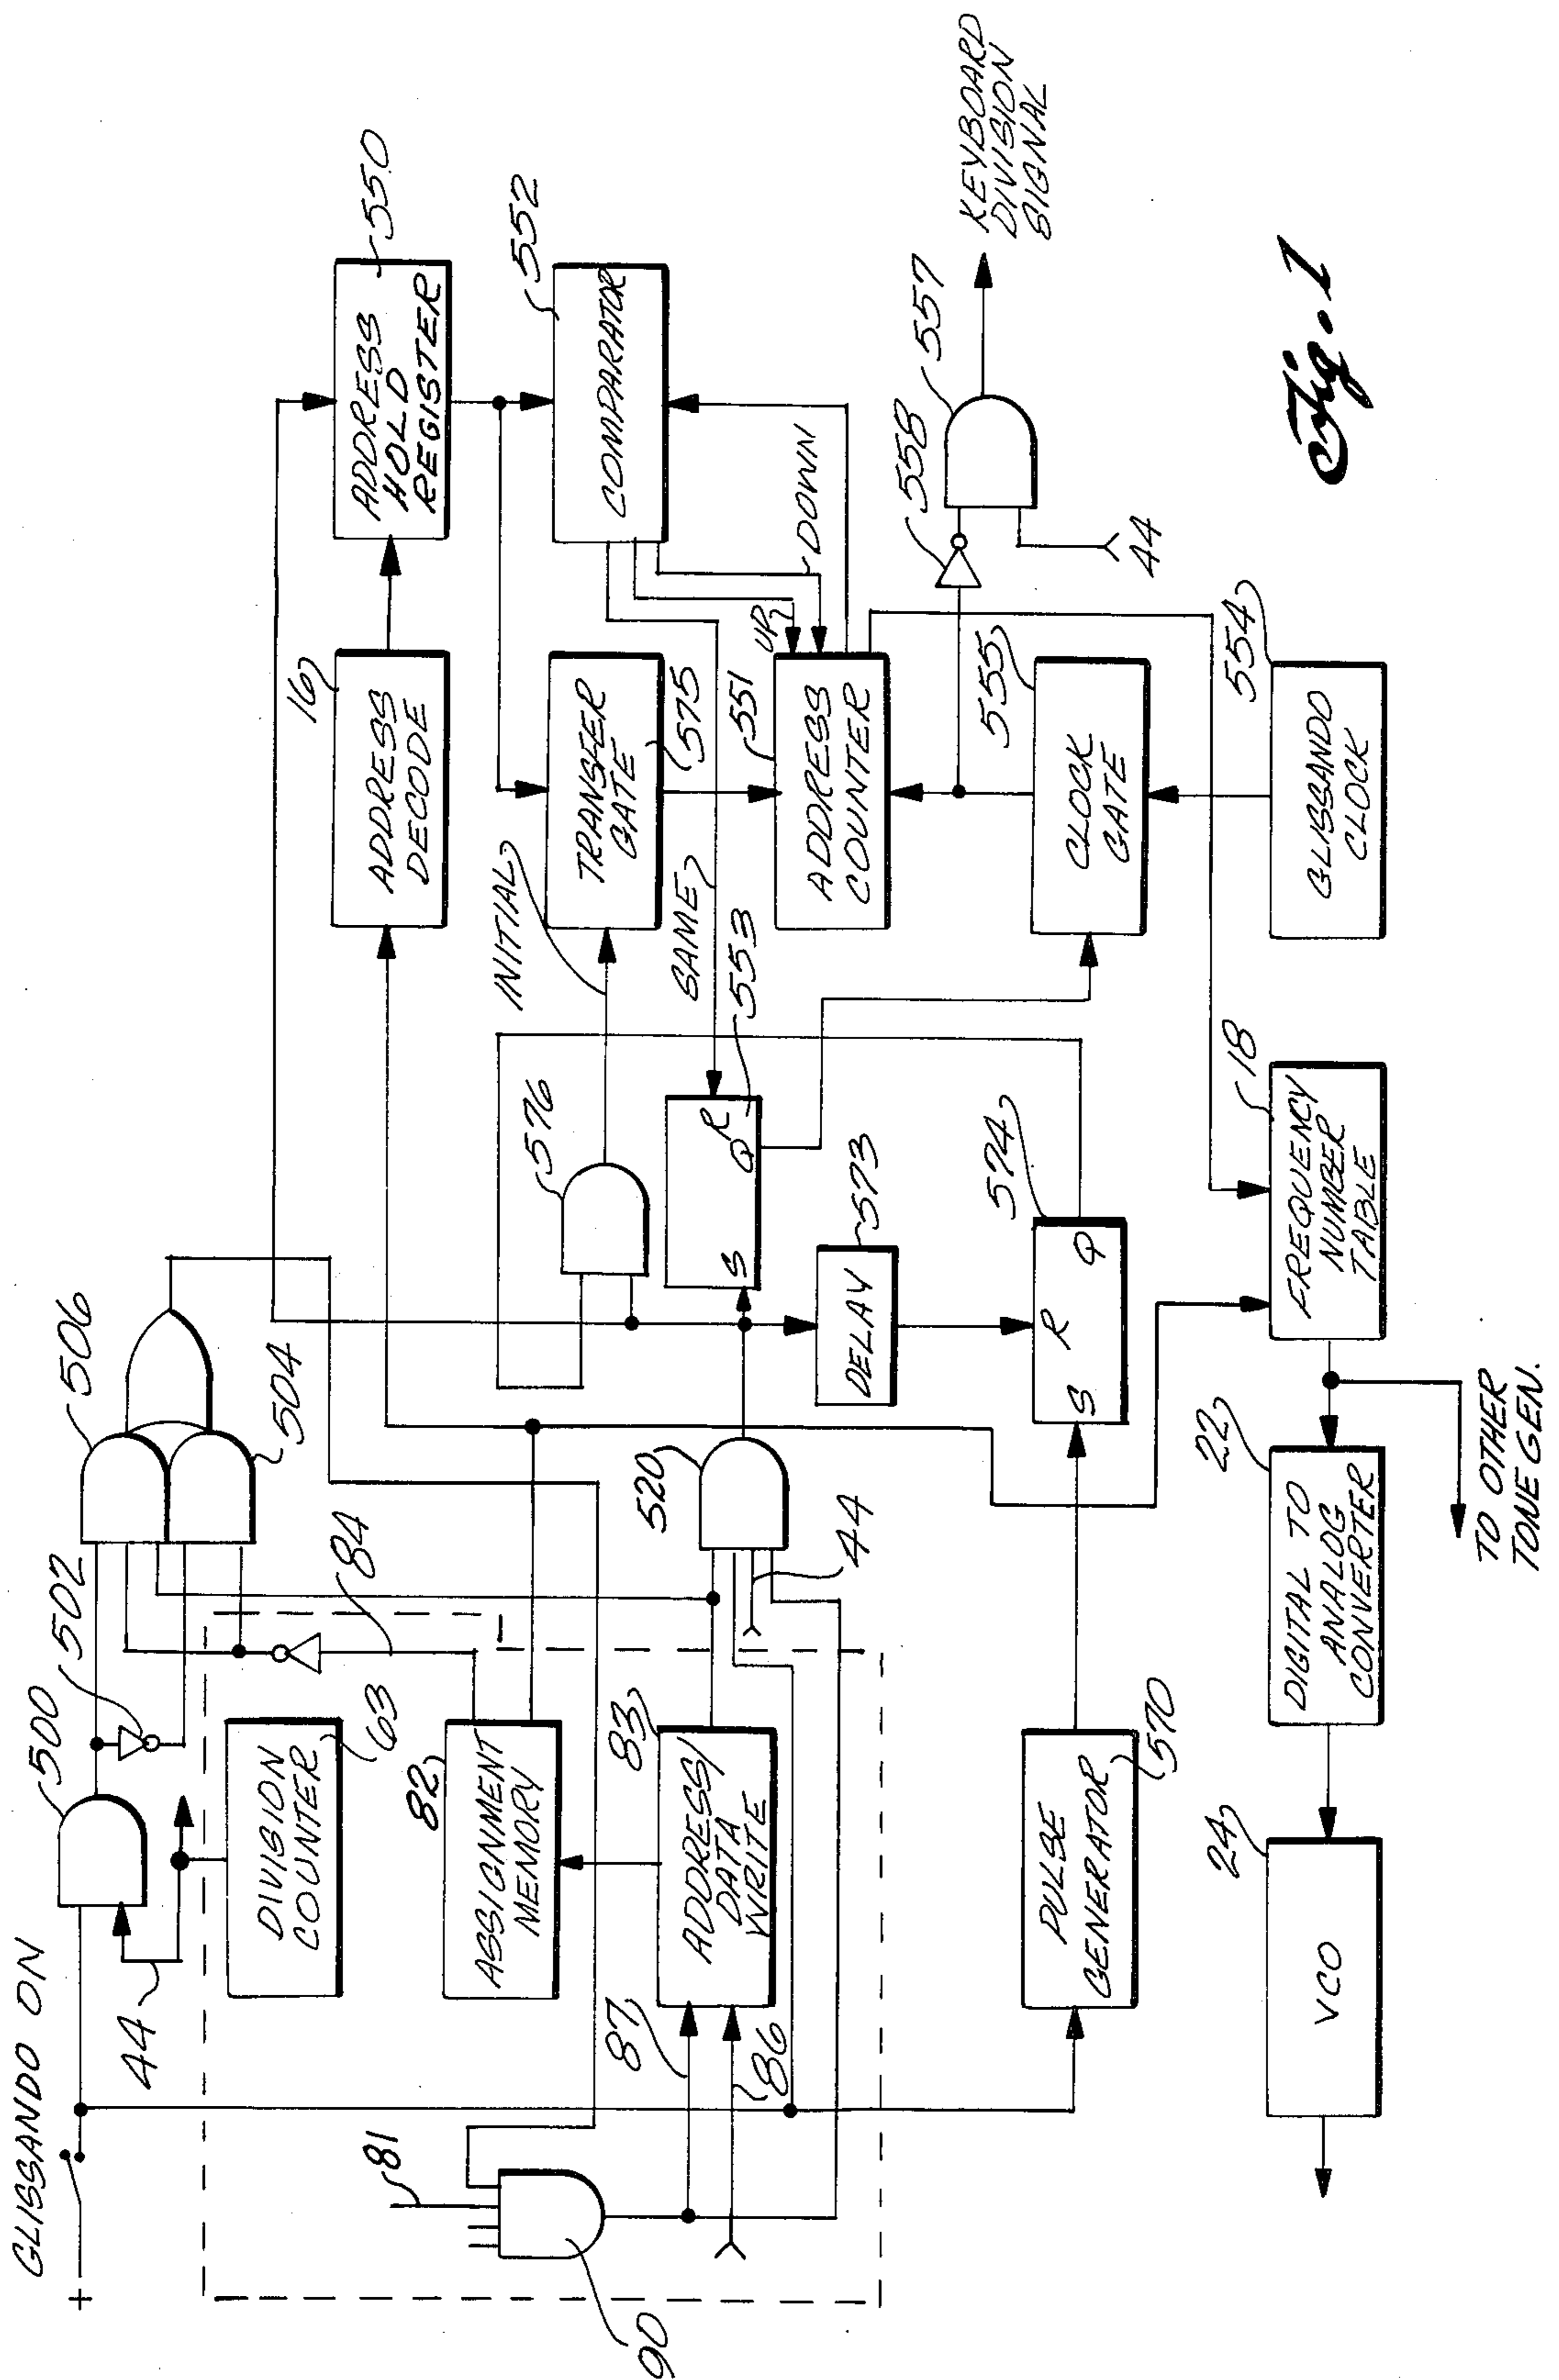 GLISSANDO ON
+
44
500
502
506
504
84
DIVISION
COUNTER
63
82
ASSIGNMENT
MEMORY
83
ADDRESS/
DATA
WRITE
81
87
86
90
520
44
16
ADDRESS
DECODE
ADDRESS
HOLD
REGISTER
550
552
COMPARATOR
INITIAL
576
TRANSFER
GATE
575
SAME
553
S
R
Q
UP
DOWN
551
ADDRESS
COUNTER
573
DELAY
574
S
R
Q
555
CLOCK
GATE
558
557
44
KEYBOARD
DIVISION
SIGNAL
554
GLISSANDO
CLOCK
PULSE
GENERATOR
570
24
VCO
22
DIGITAL TO
ANALOG
CONVERTER
18
FREQUENCY
NUMBER
TABLE
TO OTHER
TONE GEN.
Fig. 1